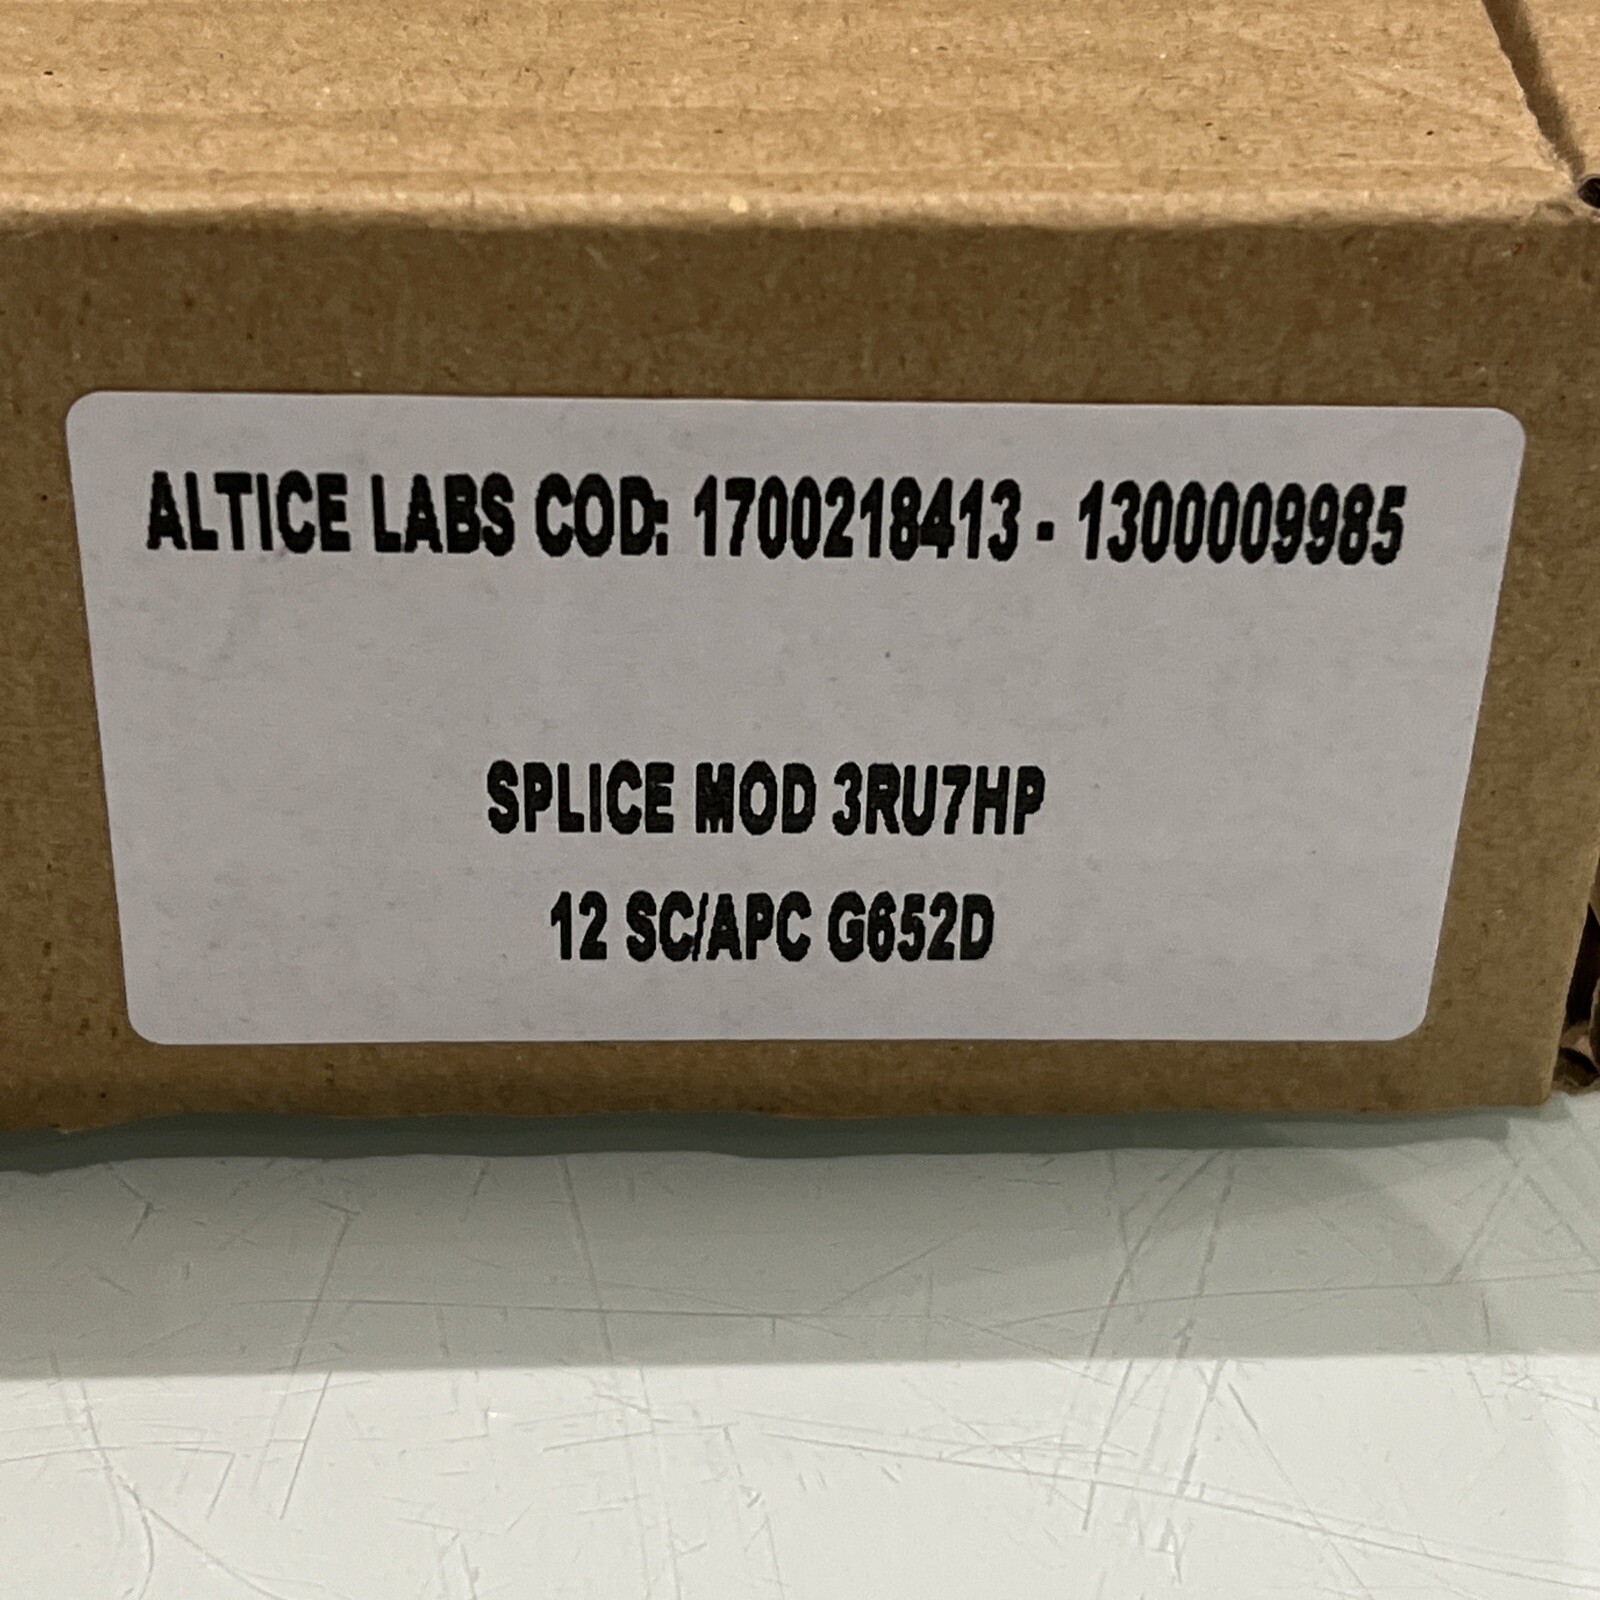 ALTICE LABS COD: 1700218413 - 1300009985
SPLICE MOD 3RU7HP
12 SC/APC G652D